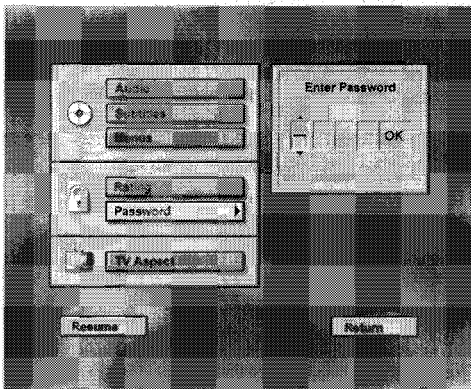 Audio
Subtitles
Menus
Rating
Password
TV Aspect
Enter Password
OK
Resume
Return